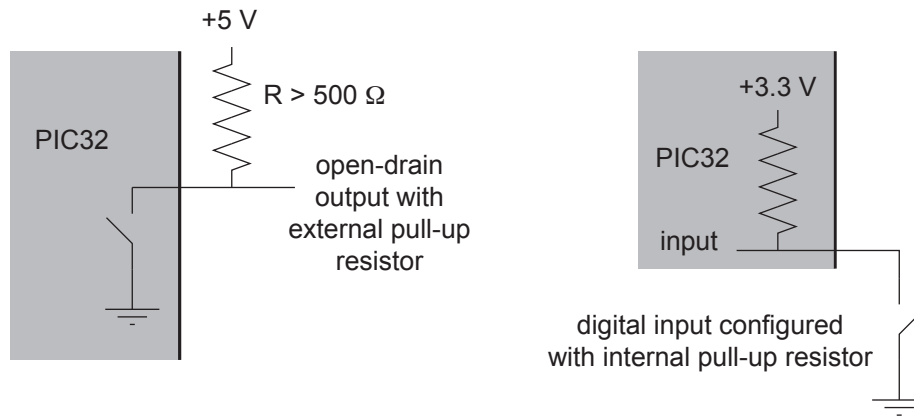 +5 V
R > 500 Ω
PIC32
open-drain
output with
external pull-up
resistor
+3.3 V
PIC32
input
digital input configured
with internal pull-up resistor